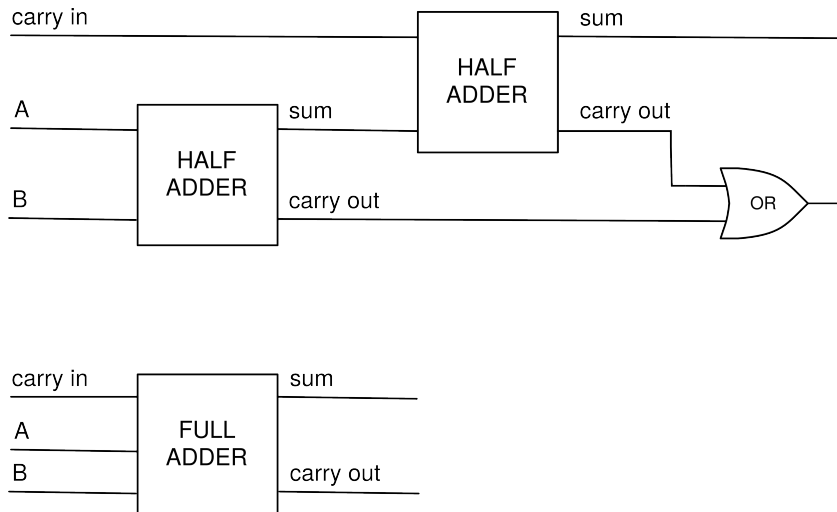 carry in
sum
HALF
ADDER
A
sum
carry out
HALF
ADDER
B
carry out
OR
carry in
sum
A
FULL
ADDER
B
carry out